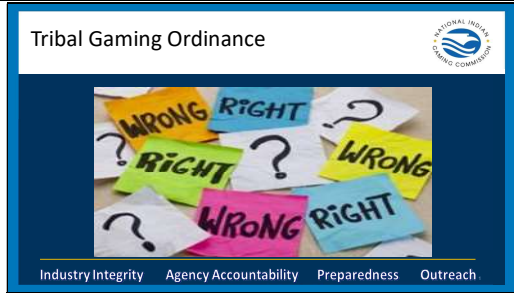 Tribal Gaming Ordinance
NATIONAL INDIAN
GAMING COMMISSION
WRONG RIGHT ?
? RIGHT ? WRONG
? WRONG RIGHT
Industry Integrity Agency Accountability Preparedness Outreach